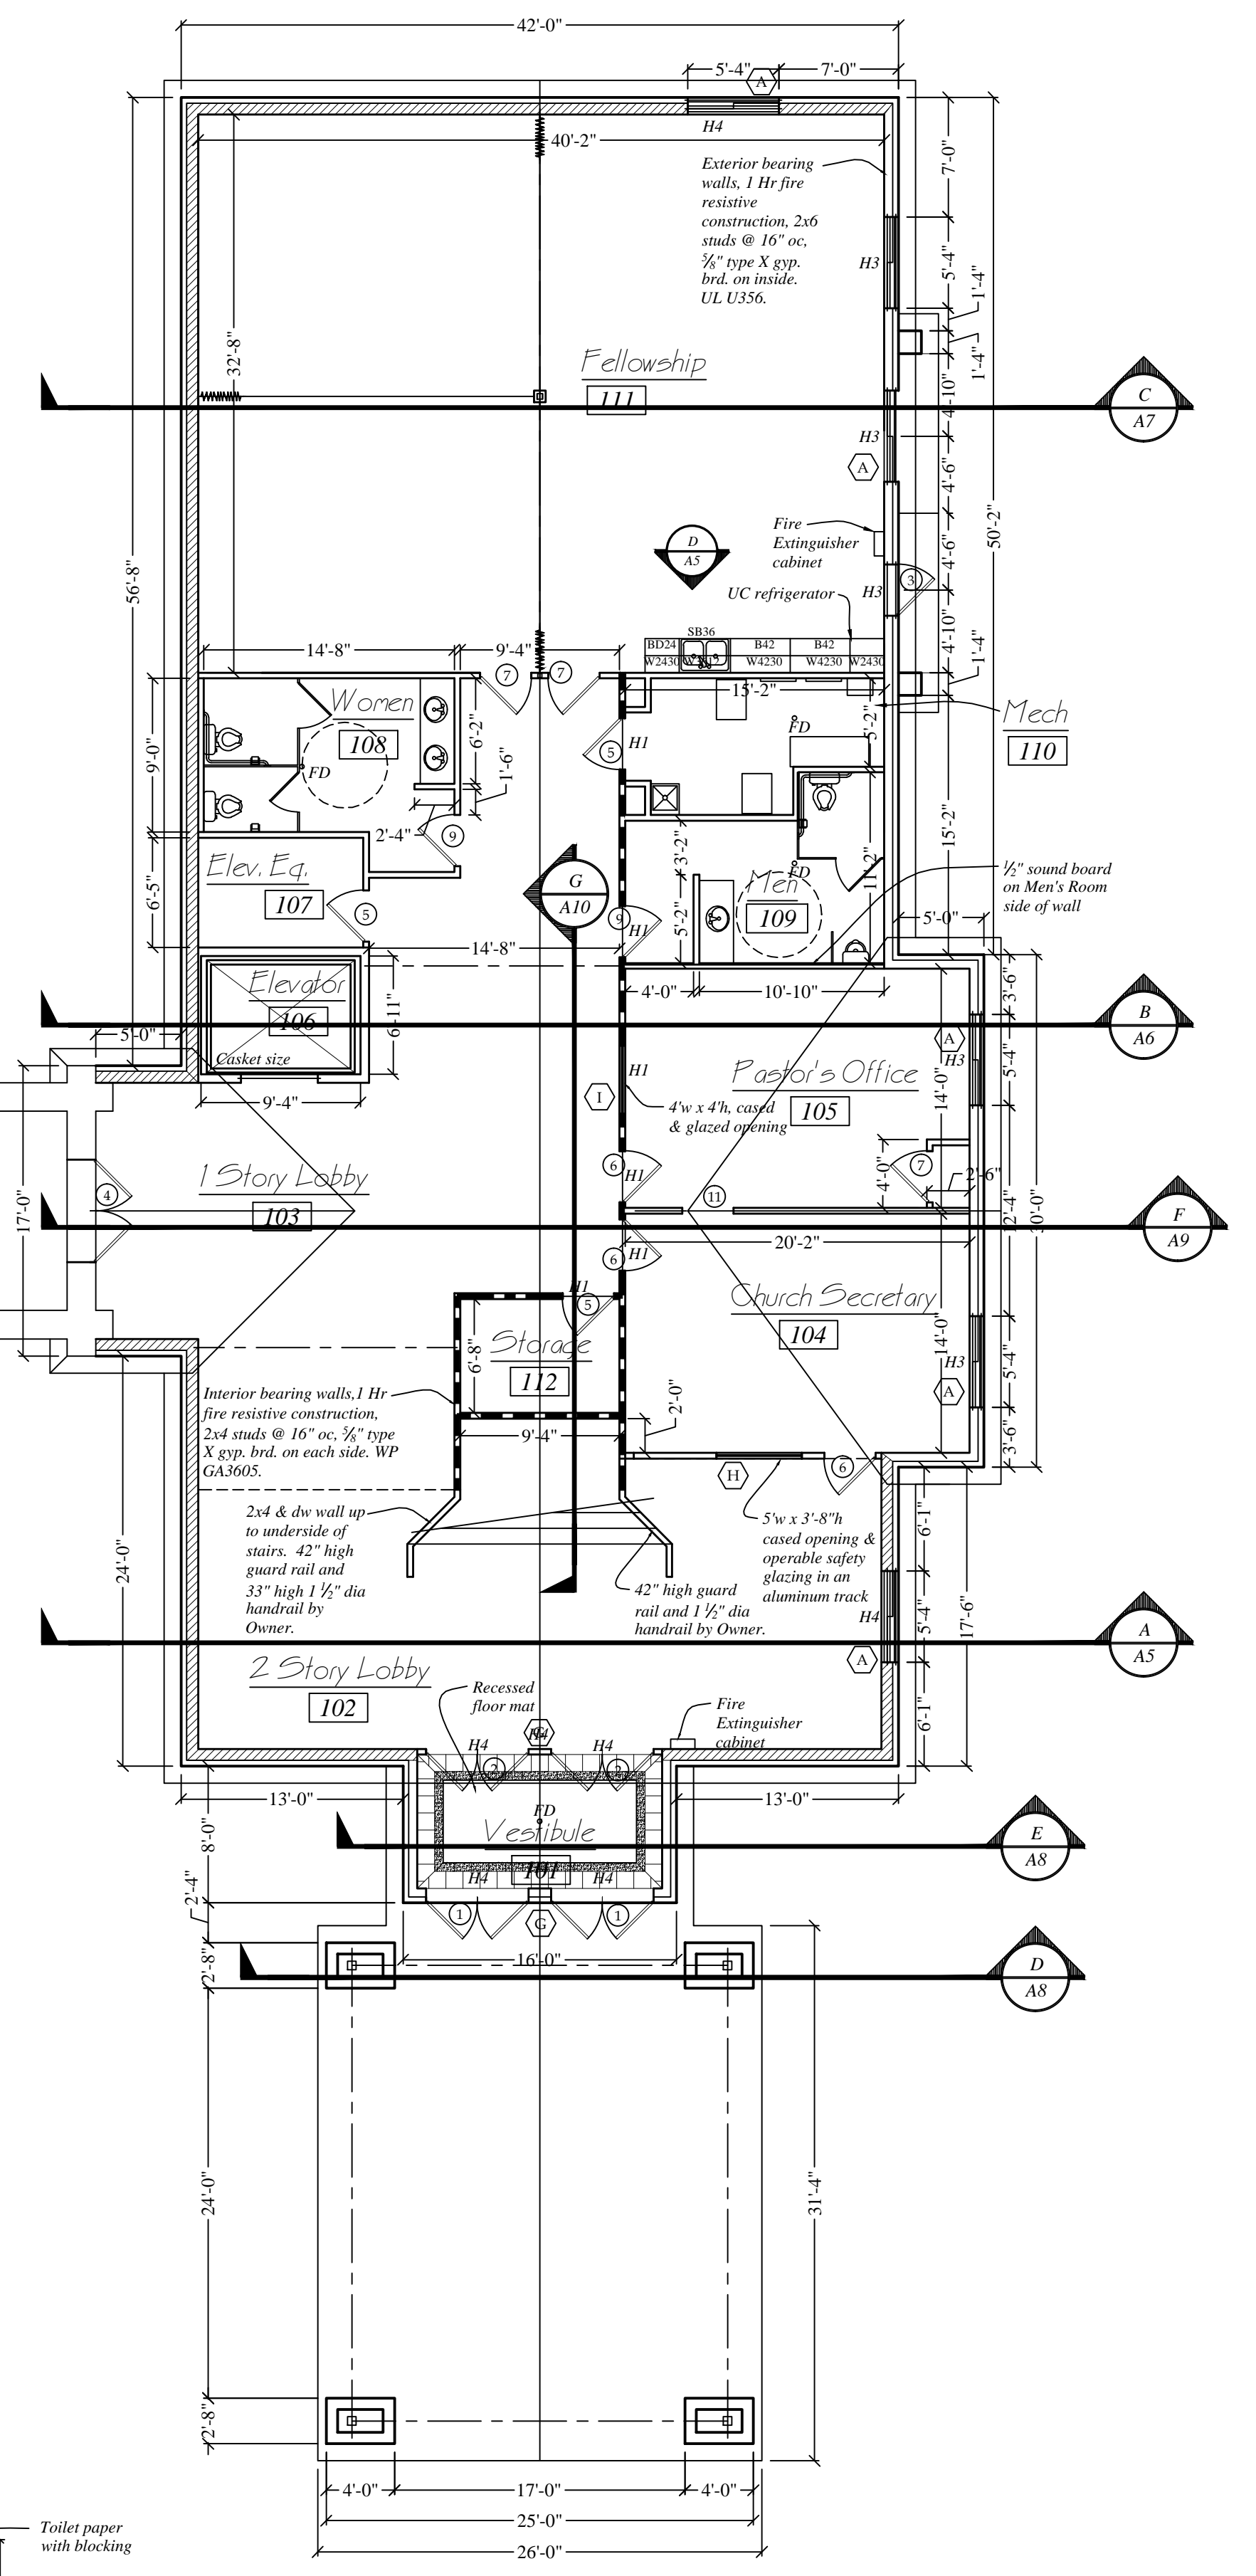 42'-0"
5'-4"
7'-0"
A
H4
40'-2"
Exterior bearing
walls, 1 Hr fire
resistive
construction, 2x6
studs @ 16" oc,
⅝" type X gyp.
brd. on inside.
UL U356.
7'-0"
H3
5'-4"
1'-4"
1'-4"
32'-8"
Fellowship
111
C
A7
4'-10"
H3
A
4'-6"
50'-2"
56'-8"
D
A5
Fire
Extinguisher
cabinet
4'-6"
3
H3
UC refrigerator
4'-10"
1'-4"
SB36
BD24
B42
B42
W2430
W4230
W4230
W2430
14'-8"
9'-4"
7
7
15'-2"
Women
108
6'-2"
1'-6"
9'-0"
FD
2'-4"
9
H1
5
FD
5'-2"
Mech
110
Elev. Eq.
107
6'-5"
5
G
A10
3'-2"
5'-2"
9
H1
FD
Men
109
11'-2"
15'-2"
½" sound board
on Men's Room
side of wall
5'-0"
14'-8"
4'-0"
10'-10"
3'-6"
Elevator
106
Casket size
6'-11"
5'-0"
9'-4"
B
A6
A
H3
5'-4"
H1
I
Pastor's Office
105
14'-0"
4'w x 4'h, cased
& glazed opening
1 Story Lobby
103
17'-0"
4
6
H1
11
4'-0"
7
2'-6"
12'-4"
30'-0"
F
A9
6
H1
20'-2"
H1
5
Church Secretary
104
14'-0"
Storage
112
6'-8"
9'-4"
2'-0"
H3
A
5'-4"
3'-6"
Interior bearing walls,1 Hr
fire resistive construction,
2x4 studs @ 16" oc, ⅝" type
X gyp. brd. on each side. WP
GA3605.
H
6
2x4 & dw wall up
to underside of
stairs. 42" high
guard rail and
33" high 1 ½" dia
handrail by
Owner.
42" high guard
rail and 1 ½" dia
handrail by Owner.
5'w x 3'-8"h
cased opening &
operable safety
glazing in an
aluminum track
6'-1"
24'-0"
H4
5'-4"
17'-6"
A
A5
A
6'-1"
2 Story Lobby
102
Recessed
floor mat
Fire
Extinguisher
cabinet
H4
G
H4
H4
2
2
13'-0"
13'-0"
8'-0"
FD
Vestibule
101
E
A8
H4
H4
2'-4"
1
G
1
16'-0"
2'-8"
D
A8
24'-0"
31'-4"
2'-8"
4'-0"
17'-0"
4'-0"
25'-0"
26'-0"
Toilet paper
with blocking